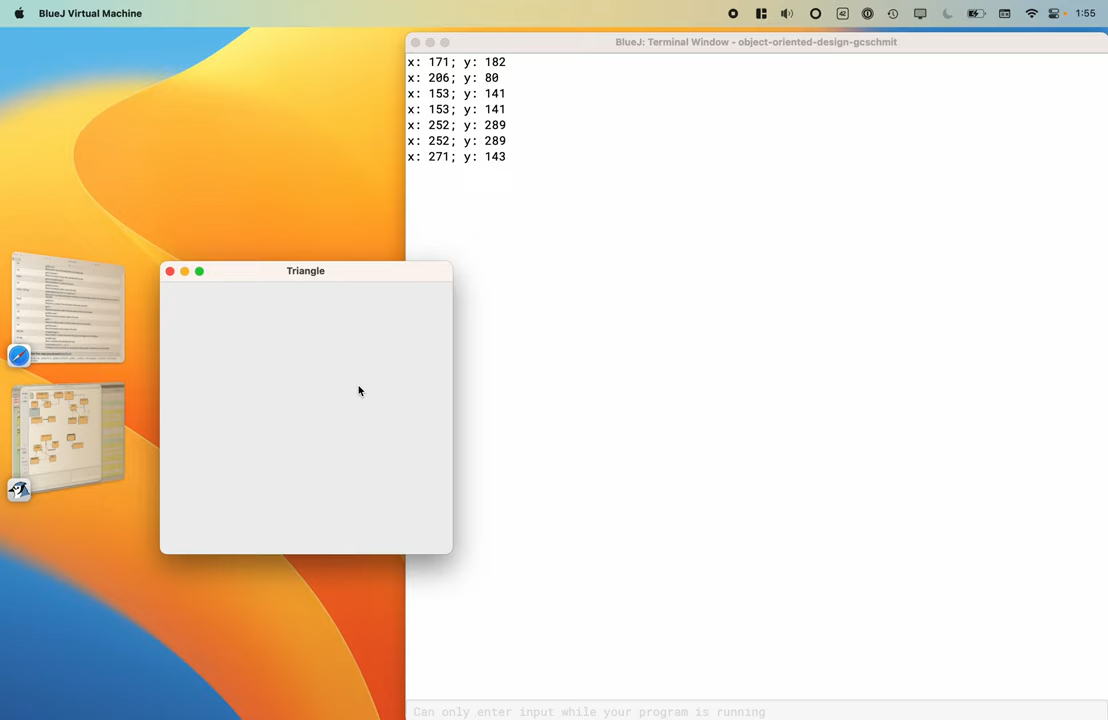 BlueJ Virtual Machine
42
1:55
BlueJ: Terminal Window - object-oriented-design-gcschmit
x: 171; y: 182
x: 206; y: 80
x: 153; y: 141
x: 153; y: 141
x: 252; y: 289
x: 252; y: 289
x: 271; y: 143
Triangle
Can only enter input while your program is running